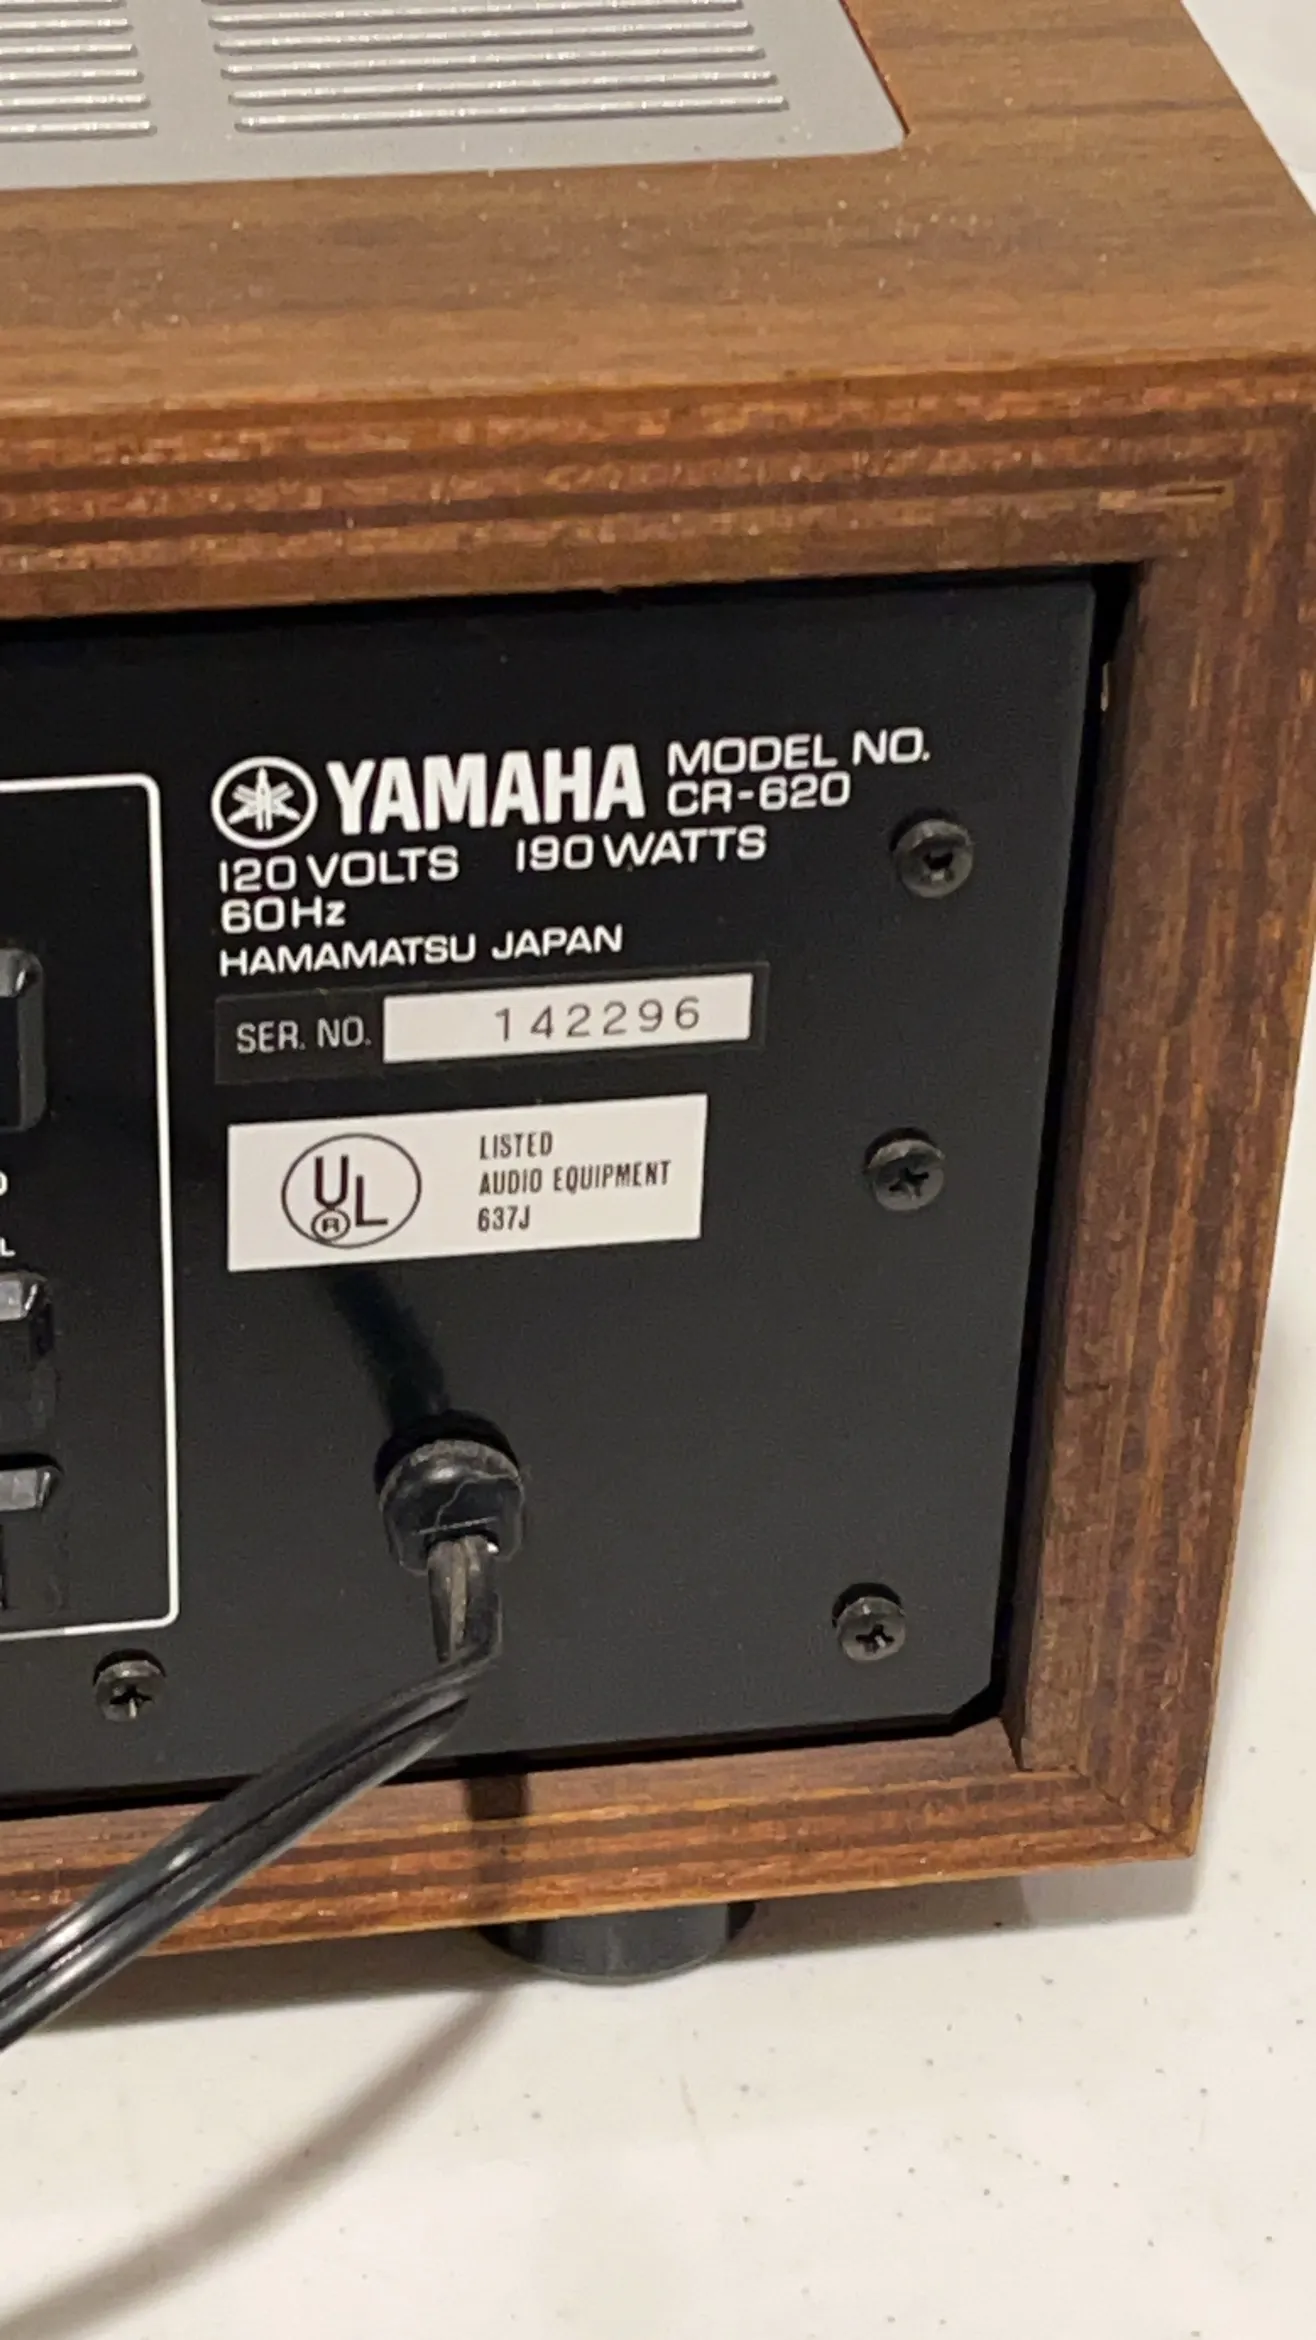 YAMAHA MODEL NO.
CR-620
120 VOLTS 190 WATTS
60Hz
HAMAMATSU JAPAN
SER. NO. 142296
UL ® LISTED
AUDIO EQUIPMENT
637J